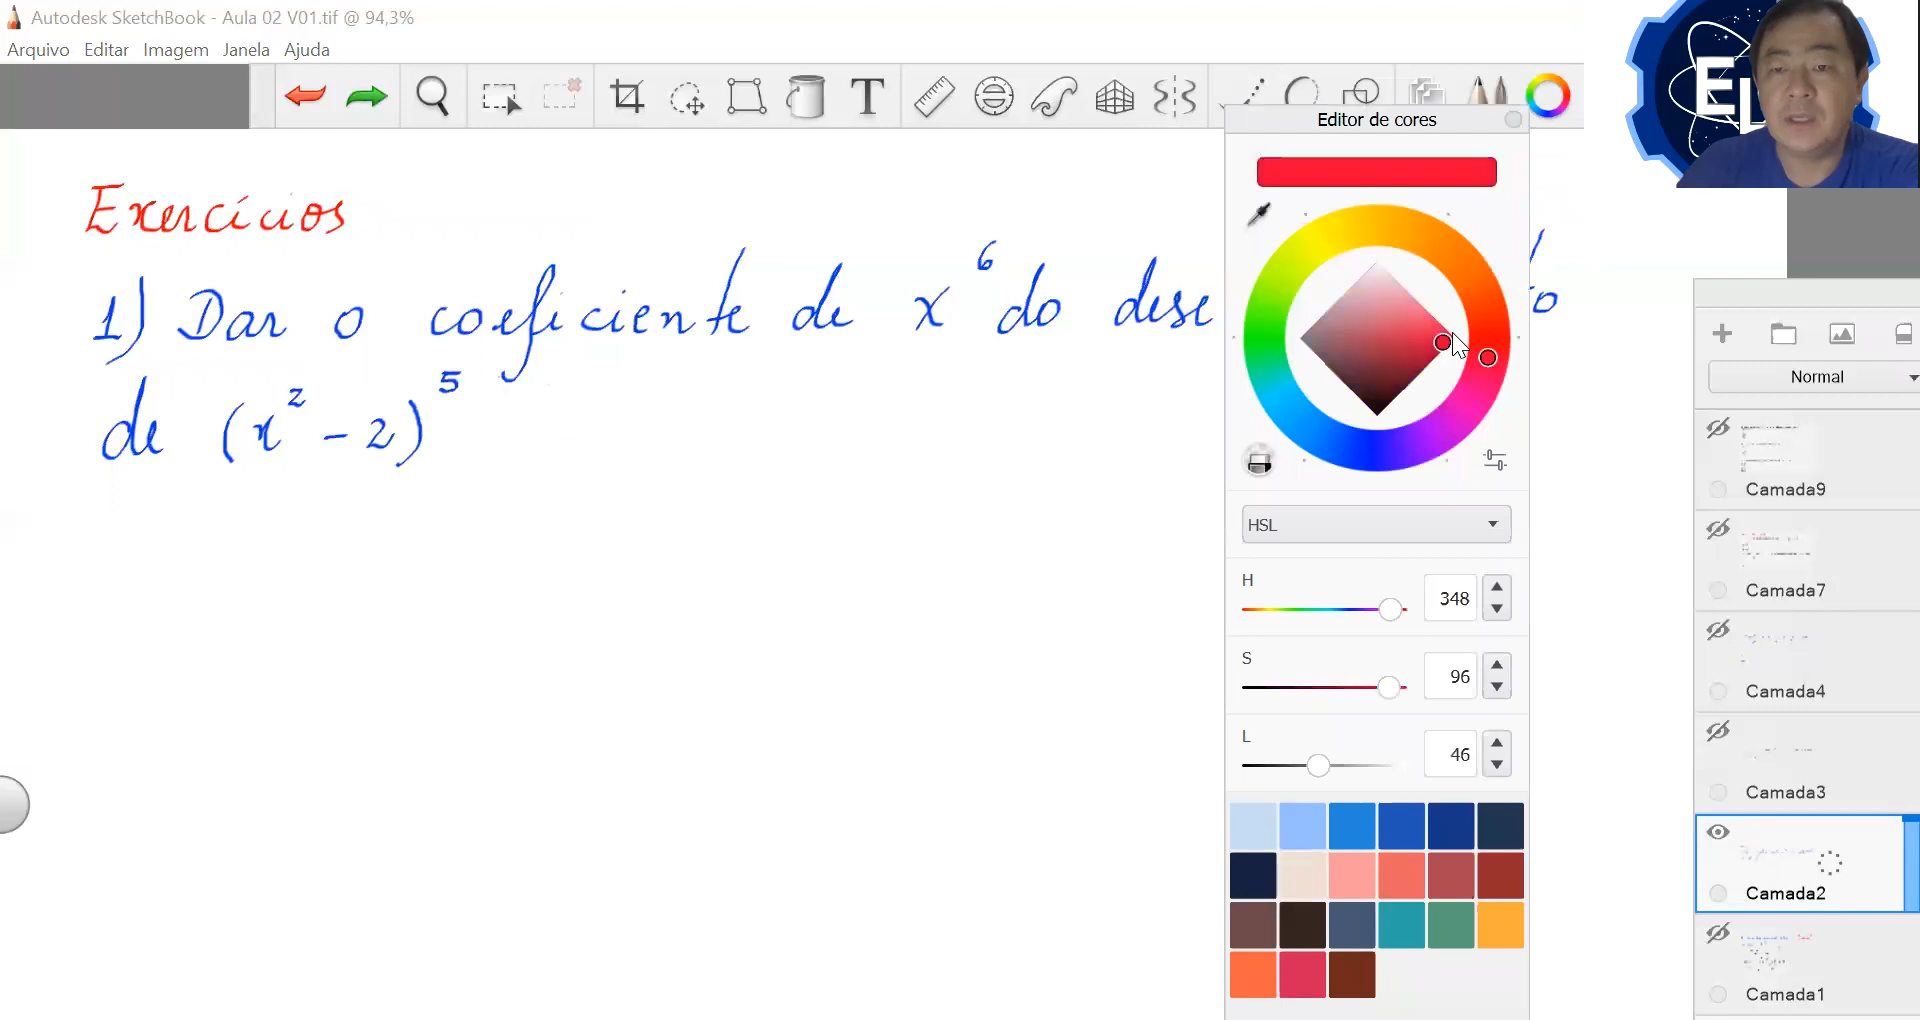 Autodesk SketchBook - Aula 02 V01.tif @ 94,3%
Arquivo Editar Imagem Janela Ajuda
Editor de cores
Exercícios
1) Dar o coeficiente de x⁶ do dese to
de (x² - 2)⁵
HSL
H
348
S
96
L
46
Normal
Camada9
Camada7
Camada4
Camada3
Camada2
Camada1